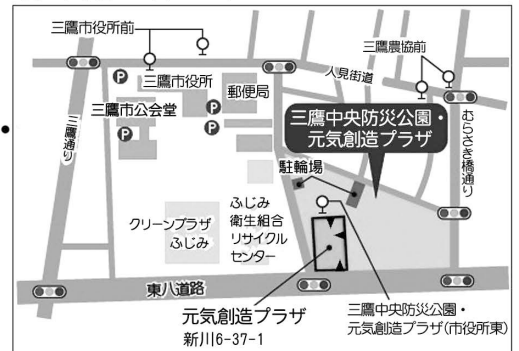 三鷹市役所前
三鷹農協前
人見街道
三鷹市役所
郵便局
三鷹市公会堂
P
P
P
P
三鷹通り
三鷹中央防災公園・
元気創造プラザ
むらさき橋通り
駐輪場
クリーンプラザ
ふじみ
ふじみ
衛生組合
リサイクル
センター
東八道路
元気創造プラザ
新川6-37-1
三鷹中央防災公園・
元気創造プラザ(市役所東)